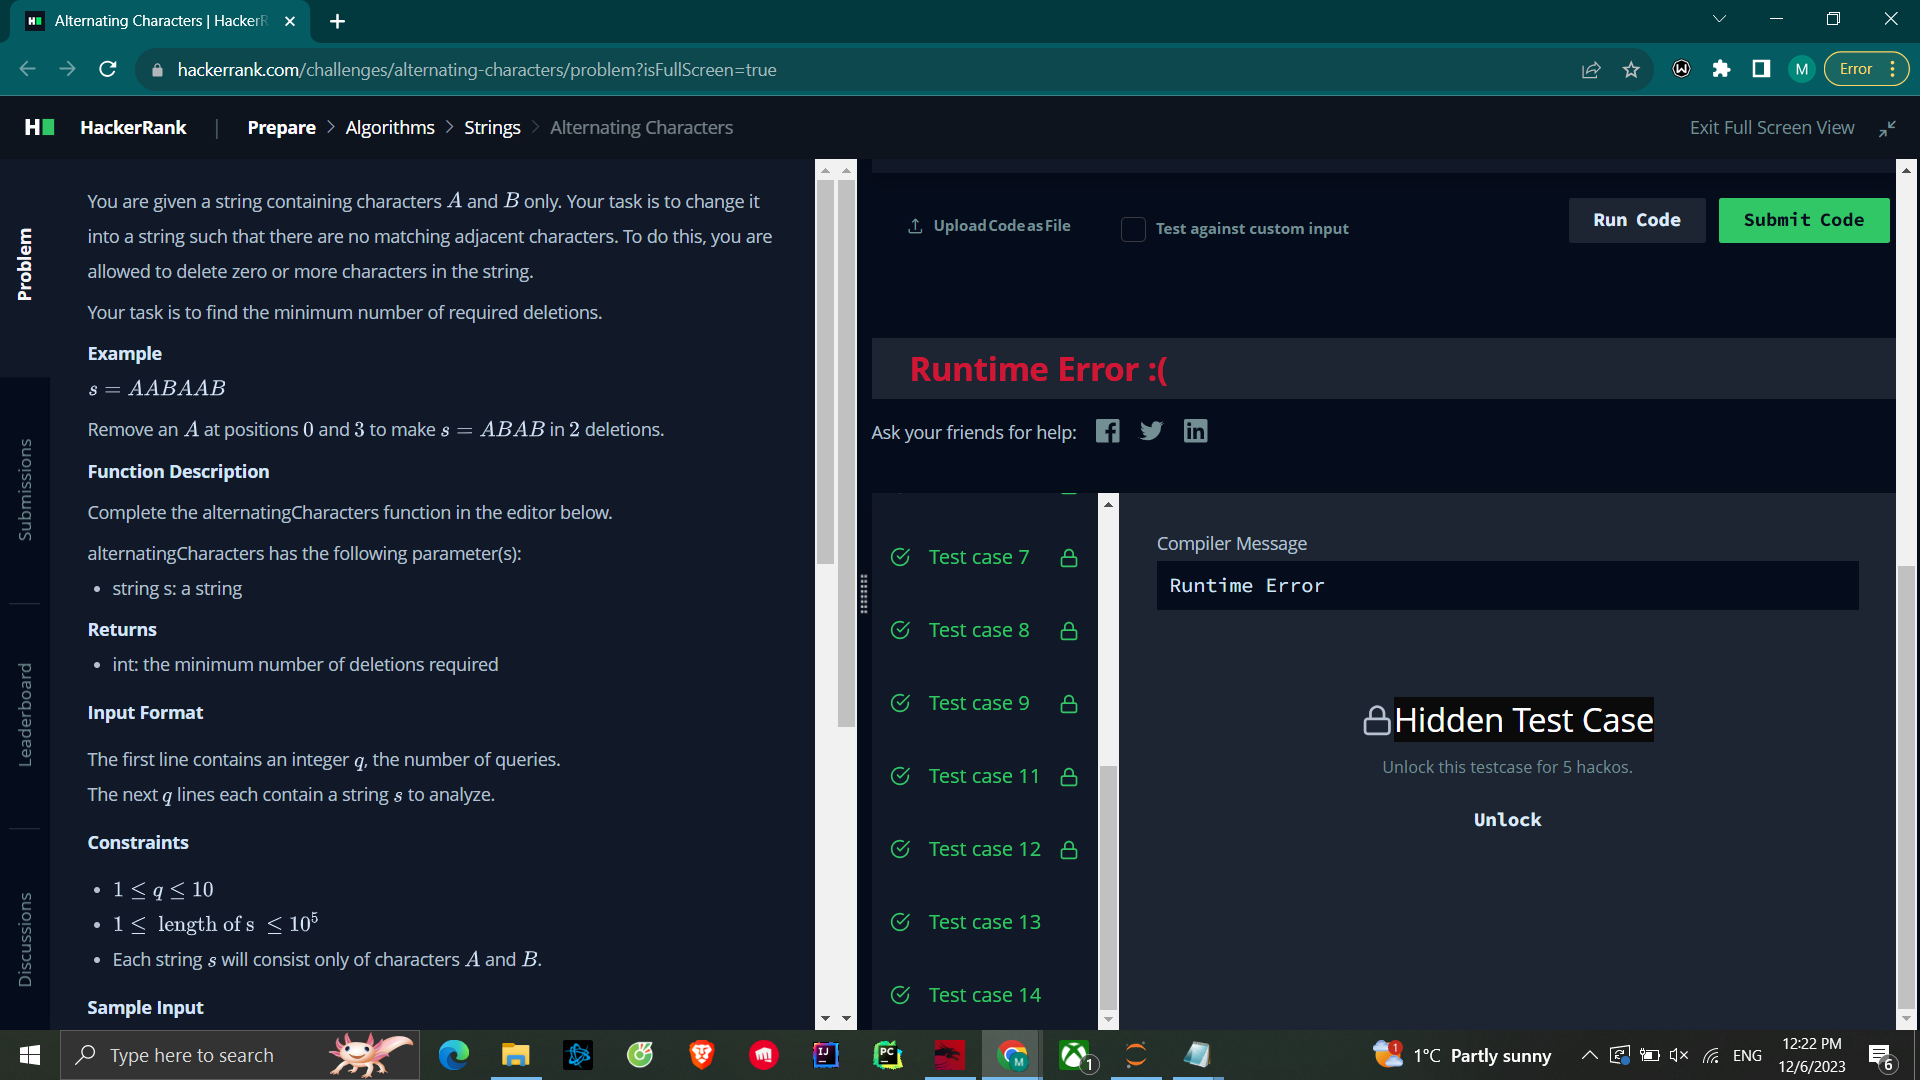 Alternating Characters | HackerR
hackerrank.com/challenges/alternating-characters/problem?isFullScreen=true
M
Error
H
HackerRank
Prepare > Algorithms > Strings > Alternating Characters
Exit Full Screen View
Problem
Submissions
Leaderboard
Discussions
You are given a string containing characters A and B only. Your task is to change it
into a string such that there are no matching adjacent characters. To do this, you are
allowed to delete zero or more characters in the string.
Your task is to find the minimum number of required deletions.
Example
s = AABAAB
Remove an A at positions 0 and 3 to make s = ABAB in 2 deletions.
Function Description
Complete the alternatingCharacters function in the editor below.
alternatingCharacters has the following parameter(s):
• string s: a string
Returns
• int: the minimum number of deletions required
Input Format
The first line contains an integer q, the number of queries.
The next q lines each contain a string s to analyze.
Constraints
• 1 ≤ q ≤ 10
• 1 ≤ length of s ≤ 10⁵
• Each string s will consist only of characters A and B.
Sample Input
Upload Code as File
Test against custom input
Run Code
Submit Code
Runtime Error :(
Ask your friends for help:
Test case 7
Test case 8
Test case 9
Test case 11
Test case 12
Test case 13
Test case 14
Compiler Message
Runtime Error
Hidden Test Case
Unlock this testcase for 5 hackos.
Unlock
Type here to search
IJ
PC
M
1
1
1°C Partly sunny
ENG
12:22 PM
12/6/2023
6